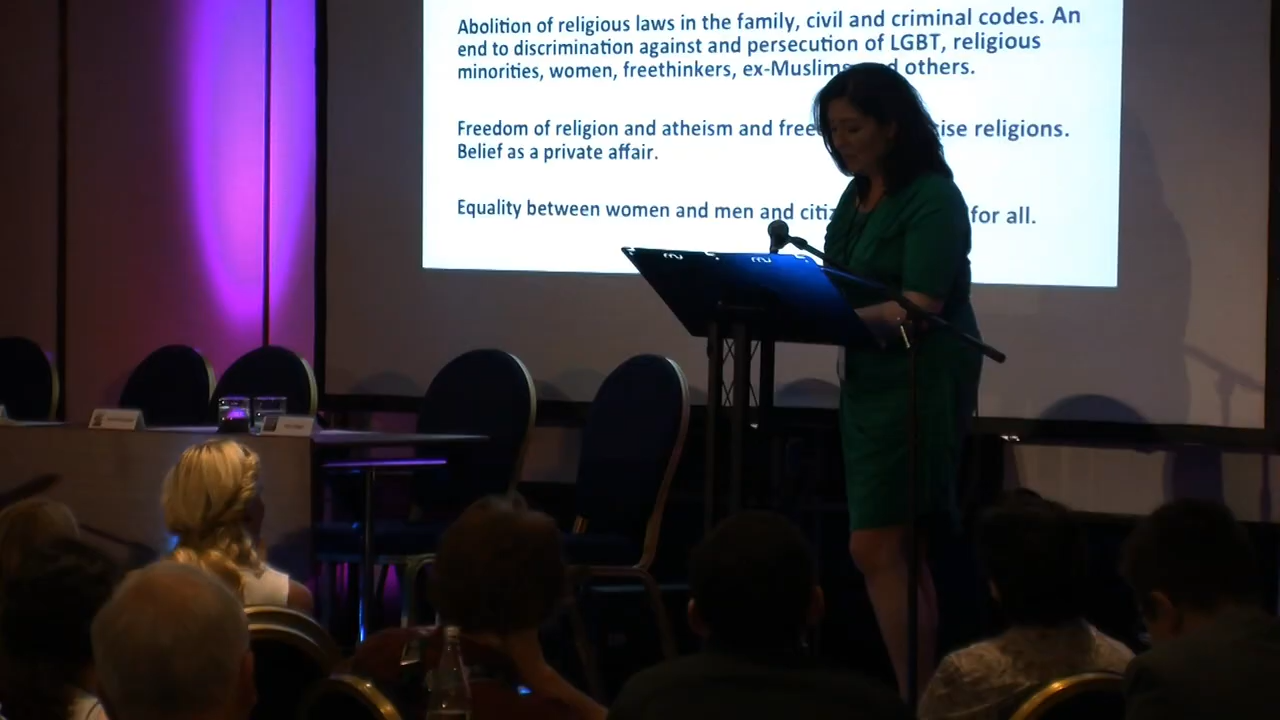 Abolition of religious laws in the family, civil and criminal codes. An
end to discrimination against and persecution of LGBT, religious
minorities, women, freethinkers, ex-Muslims and others.
Freedom of religion and atheism and religions.
Belief as a private affair.
Equality between women and men and for all.